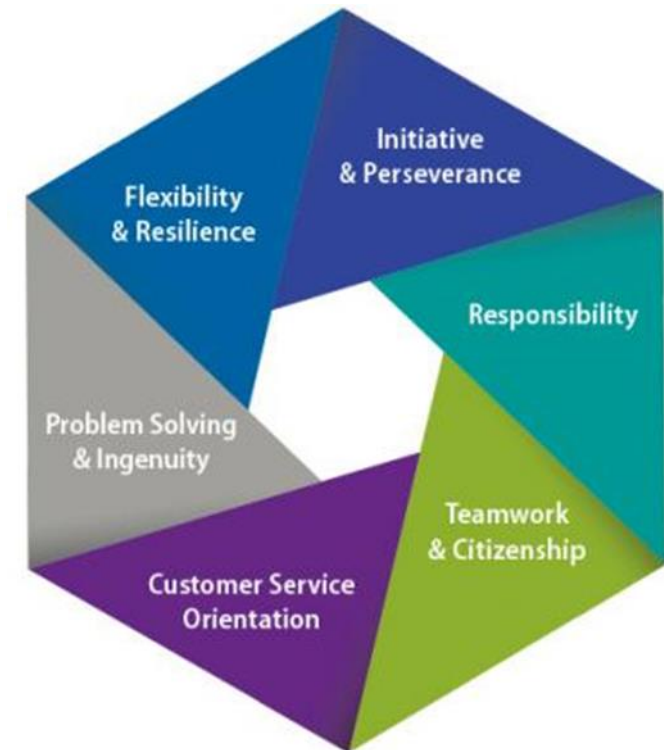 Initiative
& Perseverance
Flexibility
& Resilience
Responsibility
Problem Solving
& Ingenuity
Teamwork
& Citizenship
Customer Service
Orientation